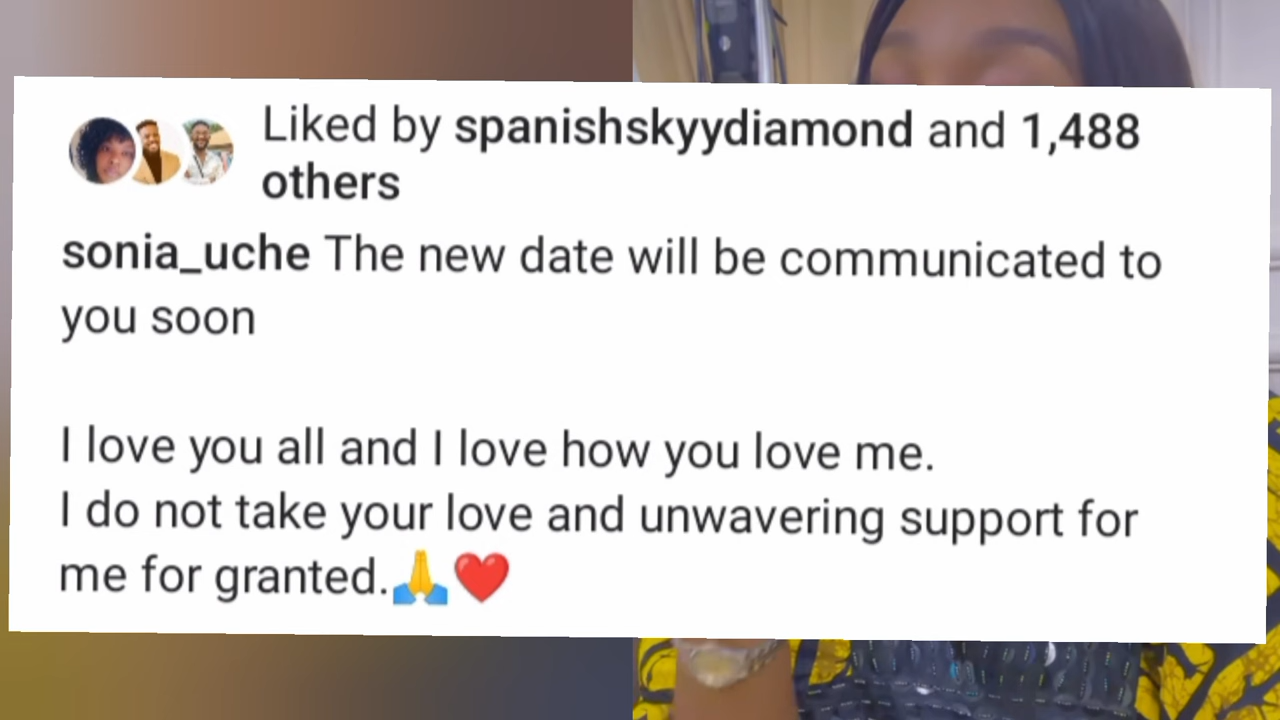 Liked by spanishskyydiamond and 1,488
others
sonia_uche The new date will be communicated to
you soon
I love you all and I love how you love me.
I do not take your love and unwavering support for
me for granted.🙏❤️